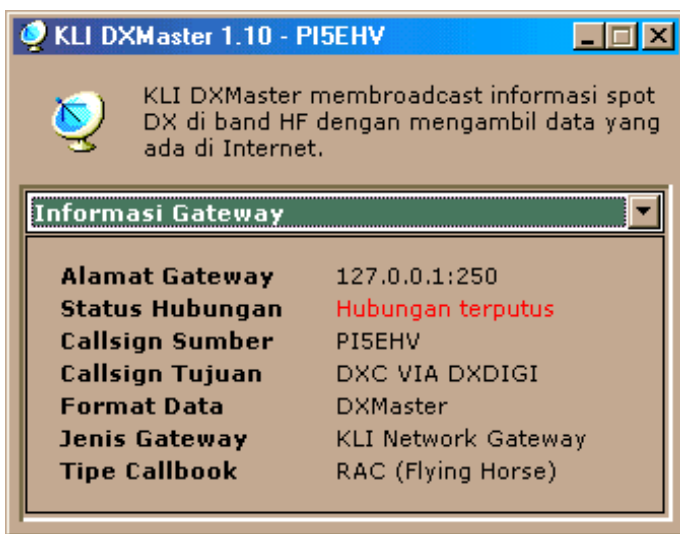 KLI DXMaster 1.10 - PI5EHV
KLI DXMaster membroadcast informasi spot
DX di band HF dengan mengambil data yang
ada di Internet.
Informasi Gateway
Alamat Gateway 127.0.0.1:250
Status Hubungan Hubungan terputus
Callsign Sumber PI5EHV
Callsign Tujuan DXC VIA DXDIGI
Format Data DXMaster
Jenis Gateway KLI Network Gateway
Tipe Callbook RAC (Flying Horse)